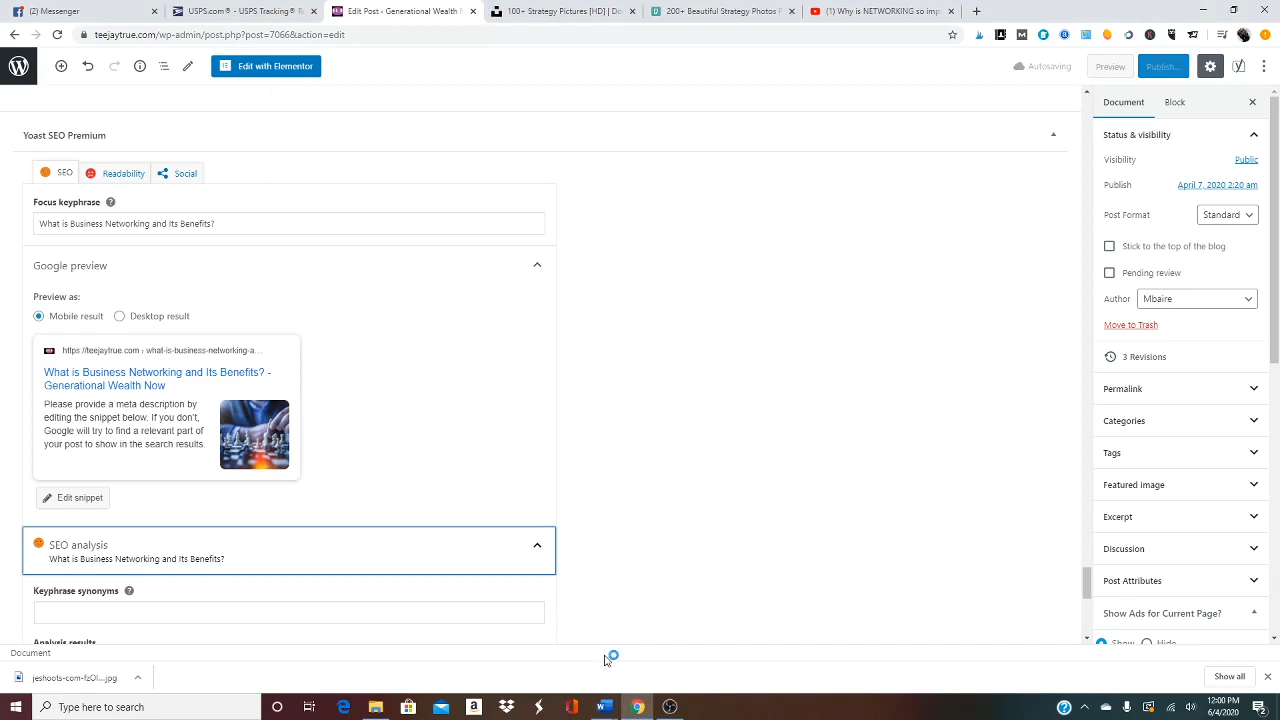 (2) Messenger
USPS.com® - USPS Tracking® R
Edit Post ‹ Generational Wealth N
100+ Strategy Pictures [HD] | Do
200+ Beautiful Strategy Photos
(1) Why is NETWORKING so imp
teejaytrue.com/wp-admin/post.php?post=7066&action=edit
Edit with Elementor
Autosaving
Preview
Publish...
Document
Block
Yoast SEO Premium
Status & visibility
Visibility
Public
SEO
Readability
Social
Publish
April 7, 2020 2:20 am
Focus keyphrase
Post Format
Standard
What is Business Networking and Its Benefits?
Stick to the top of the blog
Google preview
Pending review
Preview as:
Author
Mbaire
Mobile result
Desktop result
Move to Trash
https://teejaytrue.com › what-is-business-networking-a...
3 Revisions
What is Business Networking and Its Benefits? -
Generational Wealth Now
Permalink
Please provide a meta description by
editing the snippet below. If you don't,
Google will try to find a relevant part of
your post to show in the search results.
Categories
Tags
Featured image
Edit snippet
Excerpt
SEO analysis
What is Business Networking and Its Benefits?
Discussion
Post Attributes
Keyphrase synonyms
Show Ads for Current Page?
Analysis results
Show
Hide
Document
jeshoots-com-fzOI....jpg
Show all
Type here to search
12:00 PM
6/4/2020